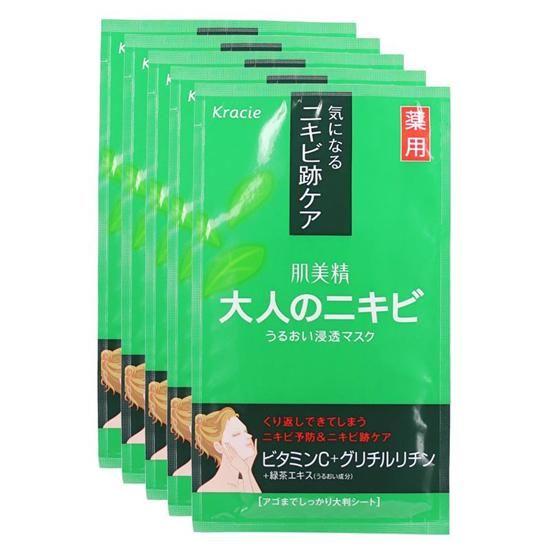 Kracie
気になる
ニキビ跡ケア
薬用
肌美精
大人のニキビ
うるおい浸透マスク
くり返しできてしまう
ニキビ予防&ニキビ跡ケア
ビタミンC+グリチルリチン
+緑茶エキス(うるおい成分)
[アゴまでしっかり大判シート]